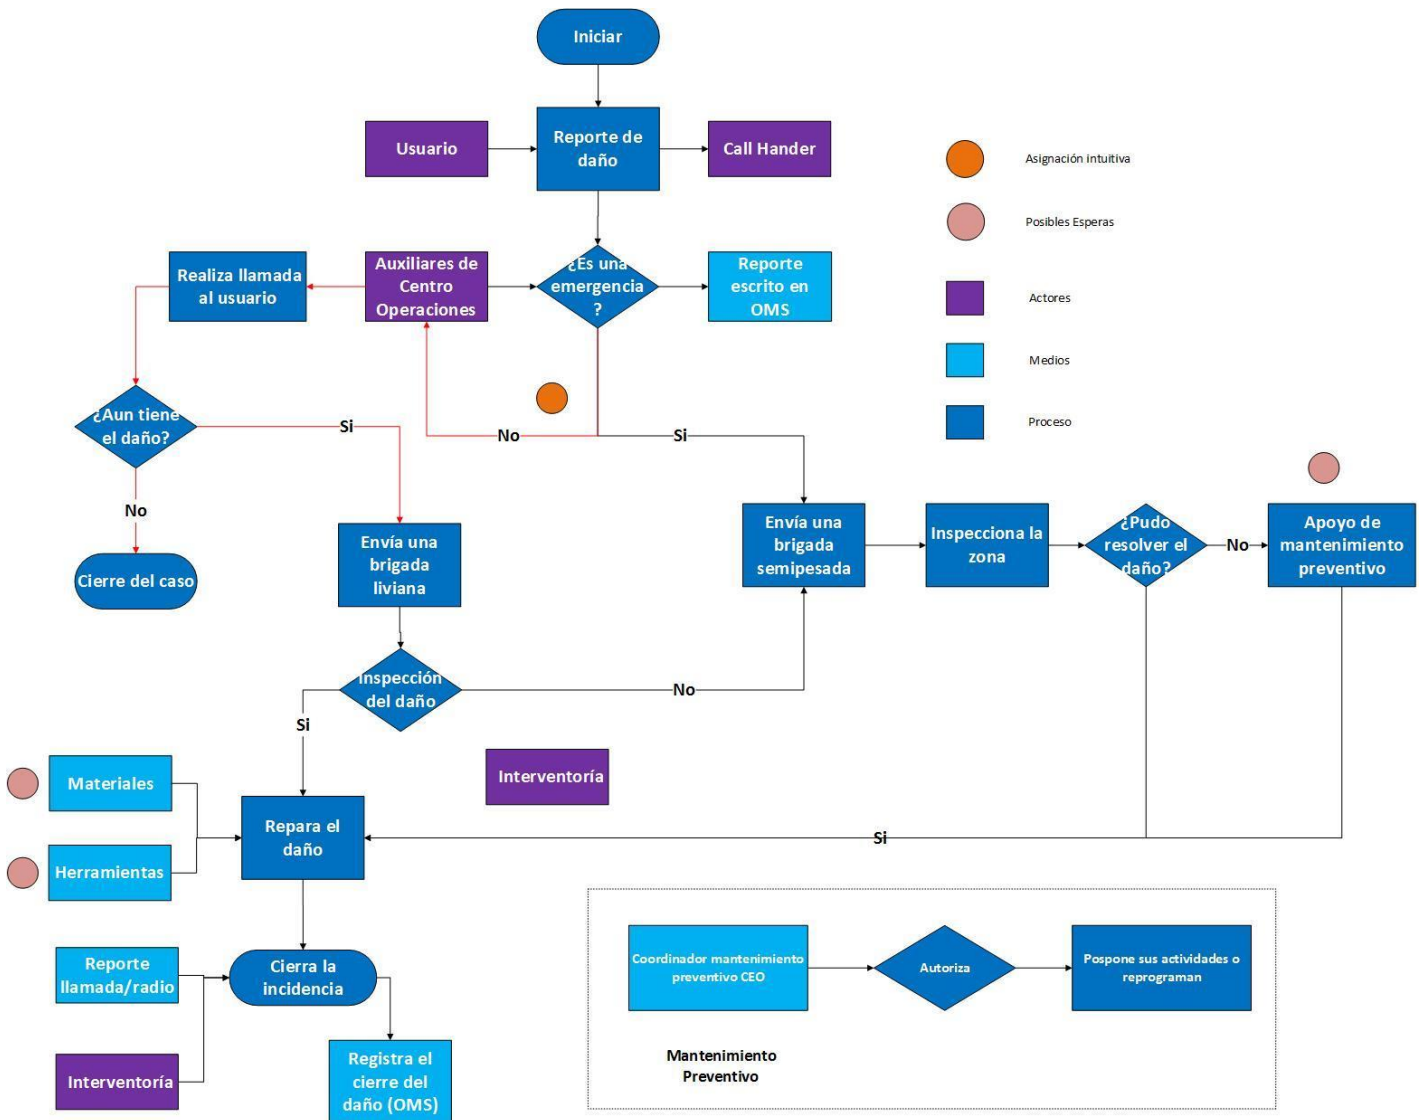 Iniciar
Usuario
Reporte de
daño
Call Hander
Asignación intuitiva
Posibles Esperas
Realiza llamada
al usuario
Auxiliares de
Centro
Operaciones
¿Es una
emergencia
?
Reporte
escrito en
OMS
Actores
Medios
Proceso
¿Aun tiene
el daño?
Si
No
Si
No
Cierre del caso
Envía una
brigada
liviana
Envía una
brigada
semipesada
Inspecciona la
zona
¿Pudo
resolver el
daño?
No
Apoyo de
mantenimiento
preventivo
Inspección
del daño
No
Si
Interventoría
Materiales
Herramientas
Repara el
daño
Si
Reporte
llamada/radio
Cierra la
incidencia
Interventoría
Registra el
cierre del
daño (OMS)
Coordinador mantenimiento
preventivo CEO
Autoriza
Pospone sus actividades o
reprograman
Mantenimiento
Preventivo